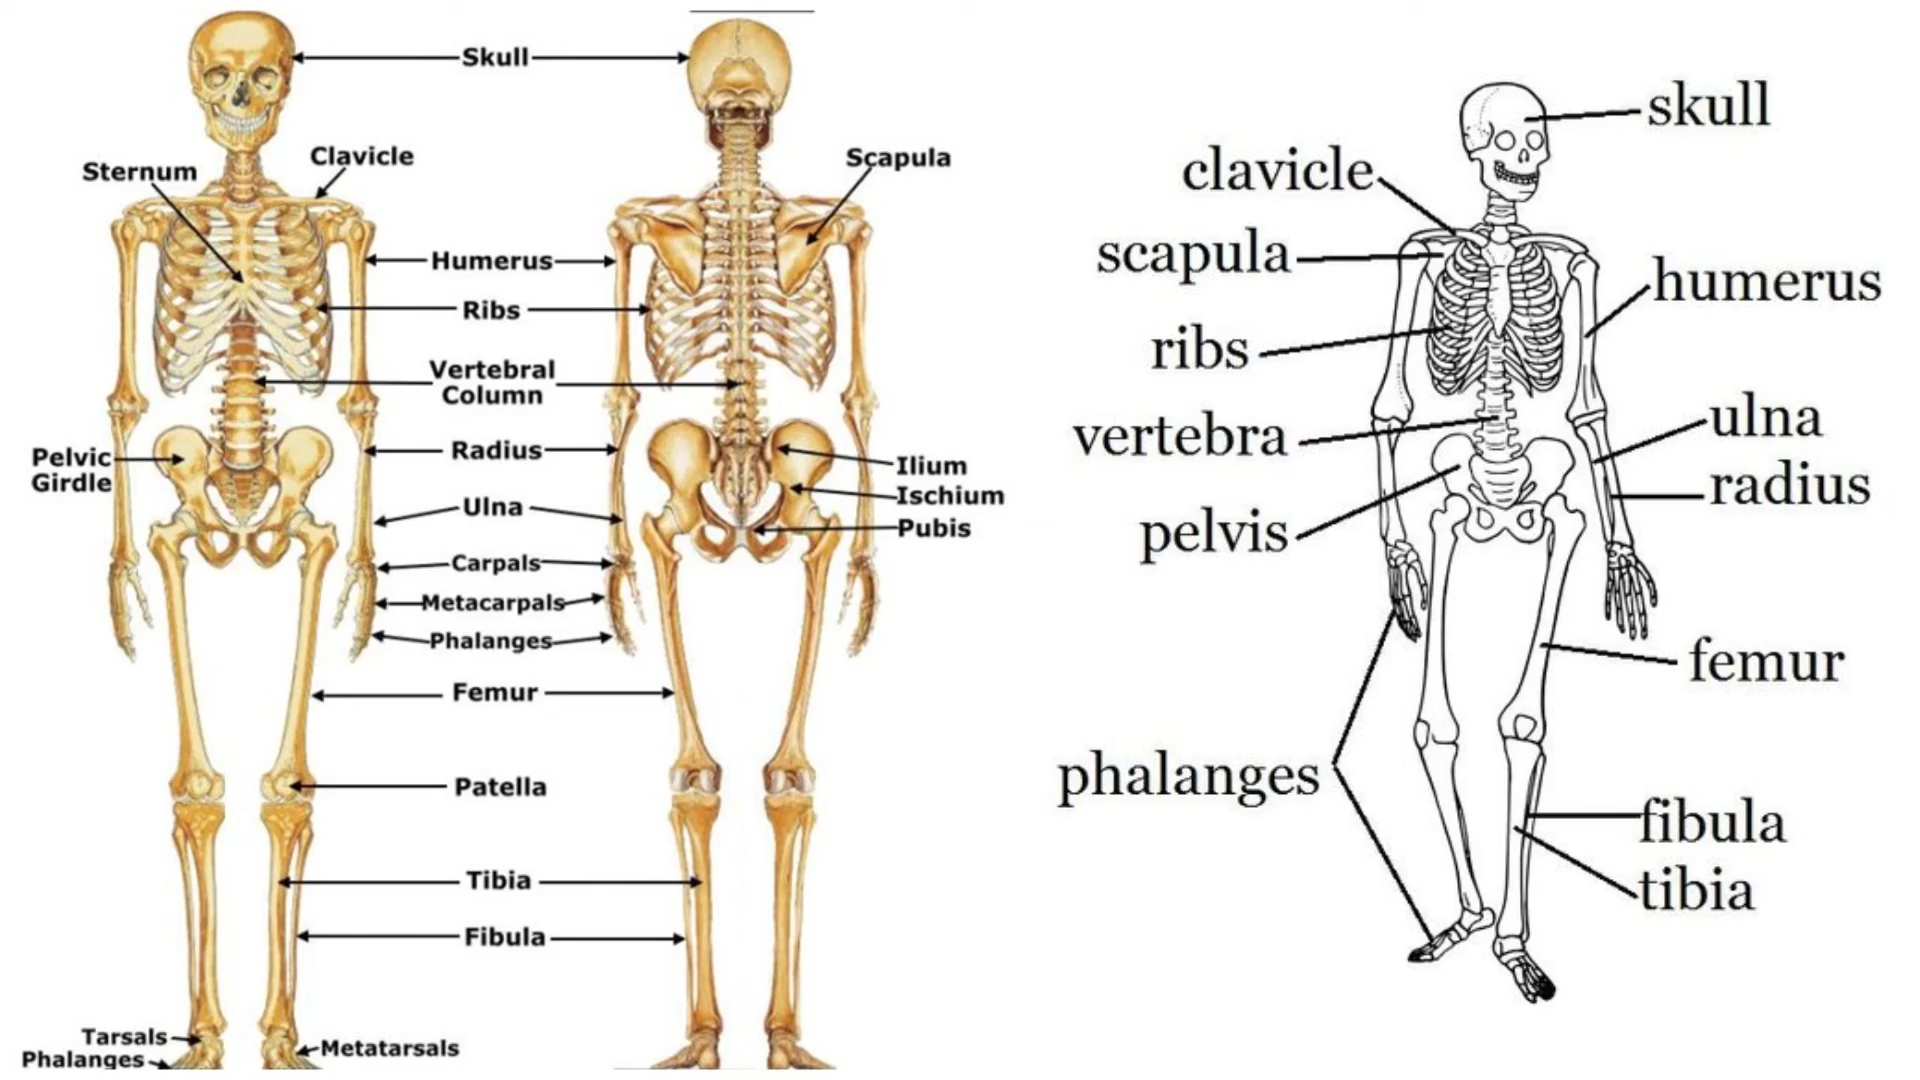 Skull
Sternum
Clavicle
Scapula
Humerus
Ribs
Vertebral
Column
Pelvic
Girdle
Radius
Ilium
Ischium
Ulna
Pubis
Carpals
Metacarpals
Phalanges
Femur
Patella
Tibia
Fibula
Tarsals
Phalanges
Metatarsals
skull
clavicle
scapula
humerus
ribs
ulna
vertebra
radius
pelvis
femur
phalanges
fibula
tibia